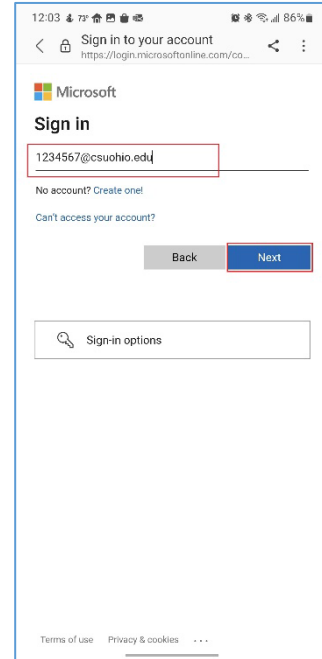 12:03 73° 86%
Sign in to your account
https://login.microsoftonline.com/co...
Microsoft
Sign in
1234567@csuohio.edu
No account? Create one!
Can't access your account?
Back Next
Sign-in options
Terms of use Privacy & cookies ...